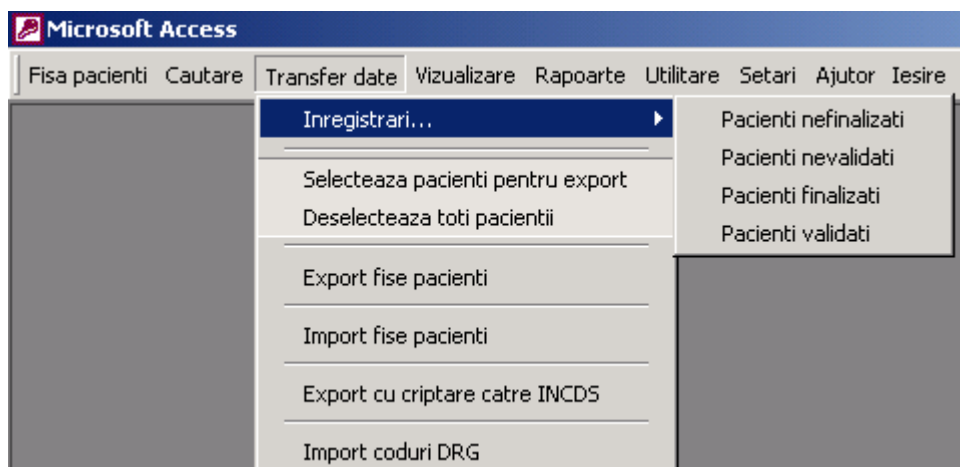 Microsoft Access
Fisa pacienti Cautare Transfer date Vizualizare Rapoarte Utilitare Setari Ajutor Iesire
Inregistrari...
Pacienti nefinalizati
Pacienti nevalidati
Pacienti finalizati
Pacienti validati
Selecteaza pacienti pentru export
Deselecteaza toti pacientii
Export fise pacienti
Import fise pacienti
Export cu criptare catre INCDS
Import coduri DRG